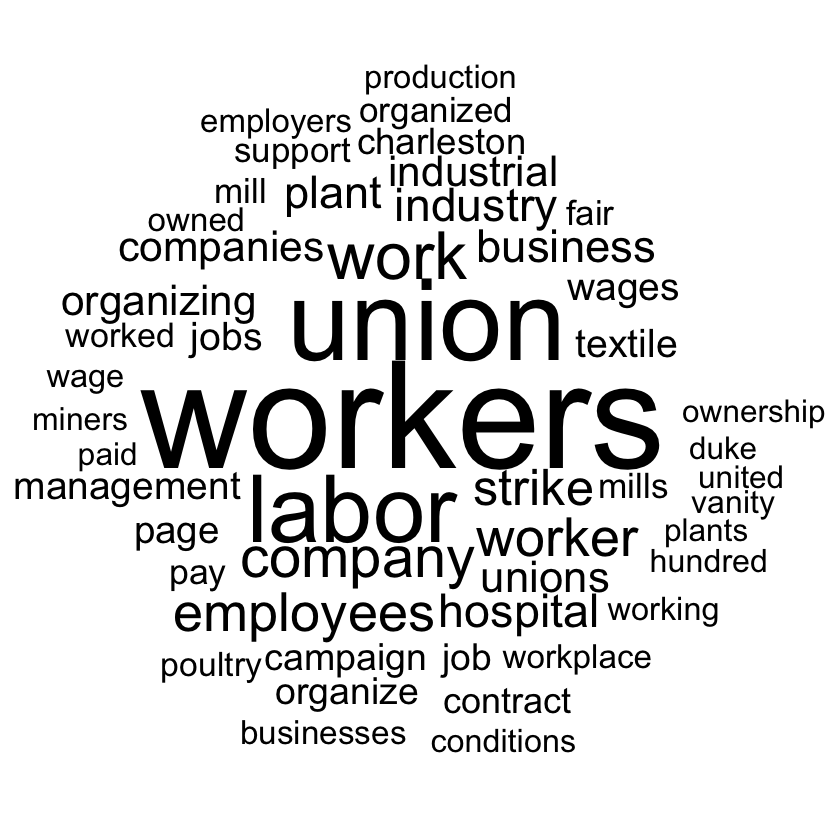 production
employers organized
support charleston
industrial
mill plant industry fair
owned
companies work business
organizing union wages
worked jobs textile
wage workers
miners ownership
paid duke
management labor strike mills united
vanity
page company worker plants
pay unions hundred
employees hospital working
poultry campaign job workplace
organize contract
businesses conditions